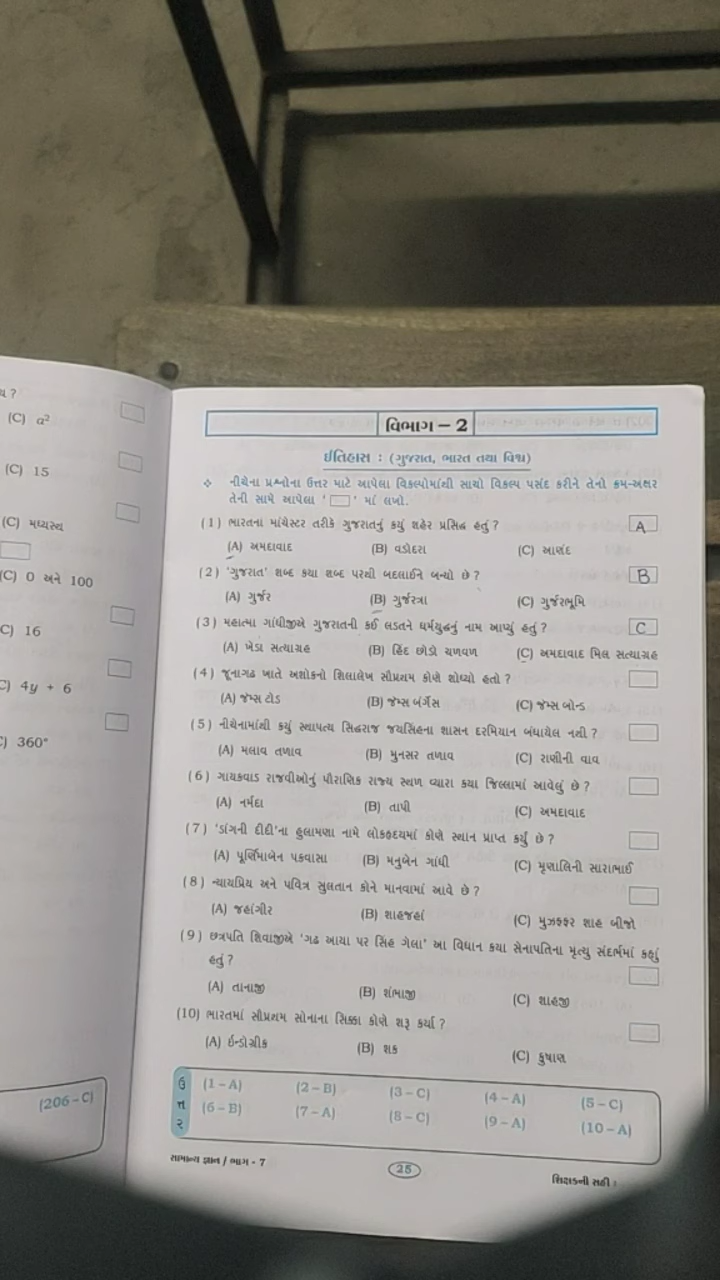 (C) a²
(C) 15
(C) મધ્યસ્થ
(C) 0 અને 100
C) 16
C) 4y + 6
C) 360°
(206 – C)
વિભાગ – 2
ઈતિહાસ : (ગુજરાત, ભારત તથા વિશ્વ)
❖ નીચેના પ્રશ્નોના ઉત્તર માટે આપેલા વિકલ્પોમાંથી સાચો વિકલ્પ પસંદ કરીને તેનો ક્રમ-અક્ષર
તેની સામે આપેલા ' ☐ ' માં લખો.
(1) ભારતના માંચેસ્ટર તરીકે ગુજરાતનું કયું શહેર પ્રસિદ્ધ હતું ? A
(A) અમદાવાદ (B) વડોદરા (C) આણંદ
(2) 'ગુજરાત' શબ્દ કયા શબ્દ પરથી બદલાઈને બન્યો છે ? B
(A) ગુર્જર (B) ગુર્જરત્રા (C) ગુર્જરભૂમિ
(3) મહાત્મા ગાંધીજીએ ગુજરાતની કઈ લડતને ધર્મયુદ્ધનું નામ આપ્યું હતું ? C
(A) ખેડા સત્યાગ્રહ (B) હિંદ છોડો ચળવળ (C) અમદાવાદ મિલ સત્યાગ્રહ
(4) જૂનાગઢ ખાતે અશોકનો શિલાલેખ સૌપ્રથમ કોણે શોધ્યો હતો ?
(A) જેમ્સ ટોડ (B) જેમ્સ બર્ગેસ (C) જેમ્સ બોન્ડ
(5) નીચેનામાંથી કયું સ્થાપત્ય સિદ્ધરાજ જયસિંહના શાસન દરમિયાન બંધાયેલ નથી ?
(A) મલાવ તળાવ (B) મુનસર તળાવ (C) રાણીની વાવ
(6) ગાયકવાડ રાજવીઓનું પૌરાણિક રાજ્ય સ્થળ વ્યારા કયા જિલ્લામાં આવેલું છે ?
(A) નર્મદા (B) તાપી (C) અમદાવાદ
(7) 'ડાંગની દીદી'ના હુલામણા નામે લોકહૃદયમાં કોણે સ્થાન પ્રાપ્ત કર્યું છે ?
(A) પૂર્ણિમાબેન પકવાસા (B) મનુબેન ગાંધી (C) મૃણાલિની સારાભાઈ
(8) ન્યાયપ્રિય અને પવિત્ર સુલતાન કોને માનવામાં આવે છે ?
(A) જહાંગીર (B) શાહજહાં (C) મુઝફ્ફર શાહ બીજો
(9) છત્રપતિ શિવાજીએ 'ગઢ આયા પર સિંહ ગેલા' આ વિધાન કયા સેનાપતિના મૃત્યુ સંદર્ભમાં કહ્યું
હતું ?
(A) તાનાજી (B) શંભાજી (C) શાહજી
(10) ભારતમાં સૌપ્રથમ સોનાના સિક્કા કોણે શરૂ કર્યા ?
(A) ઈન્ડોગ્રીક (B) શક (C) કુષાણ
ઉત્તર
(1 – A) (2 – B) (3 – C) (4 – A) (5 – C)
(6 – B) (7 – A) (8 – C) (9 – A) (10 – A)
સામાન્ય જ્ઞાન / ભાગ - 7 25 શિક્ષકની સહી :